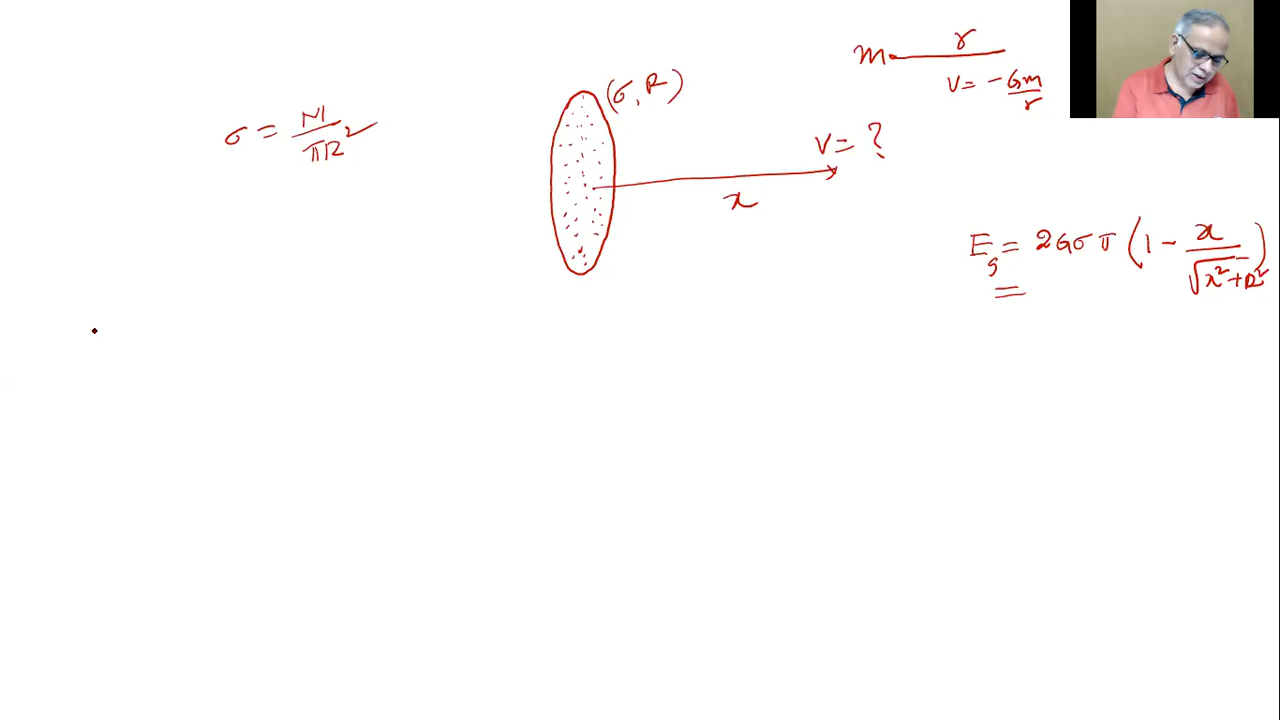 m r
V = -Gm/r
(σ, R)
σ = M/πR²
V = ?
x
E_g = 2Gσπ(1 - x/√(x²+R²))
=